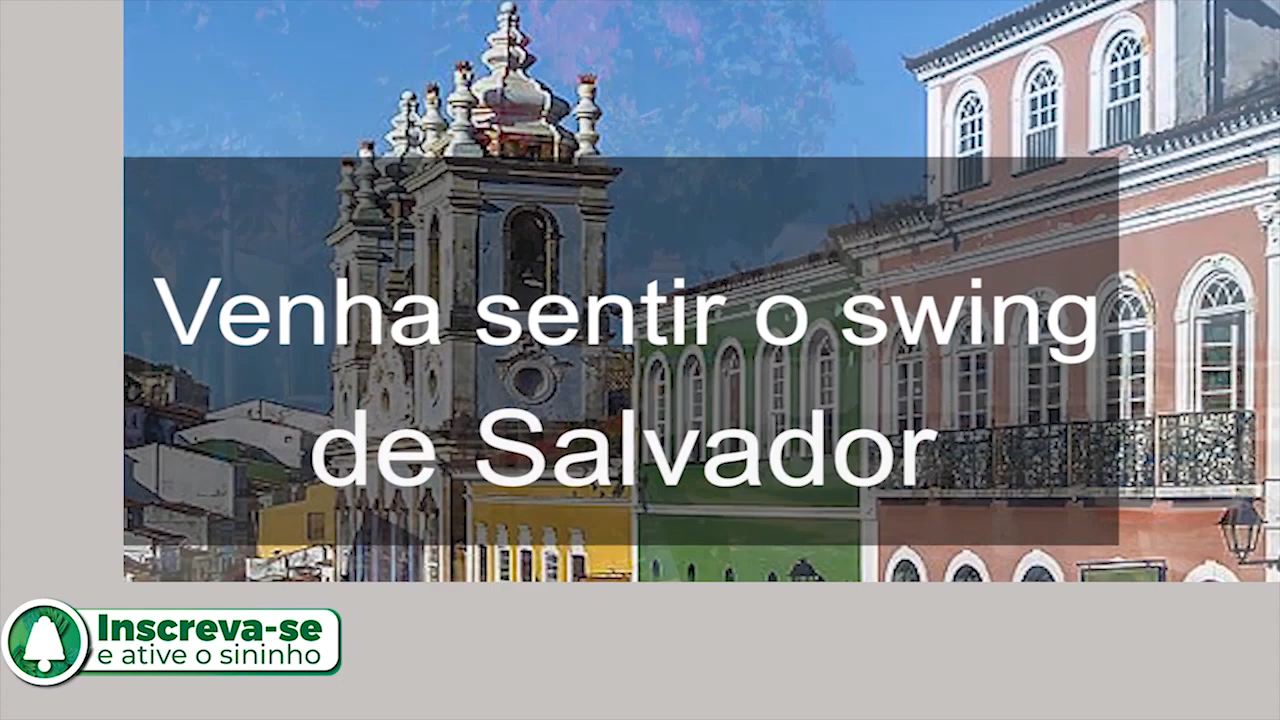 Venha sentir o swing
de Salvador
Inscreva-se
e ative o sininho